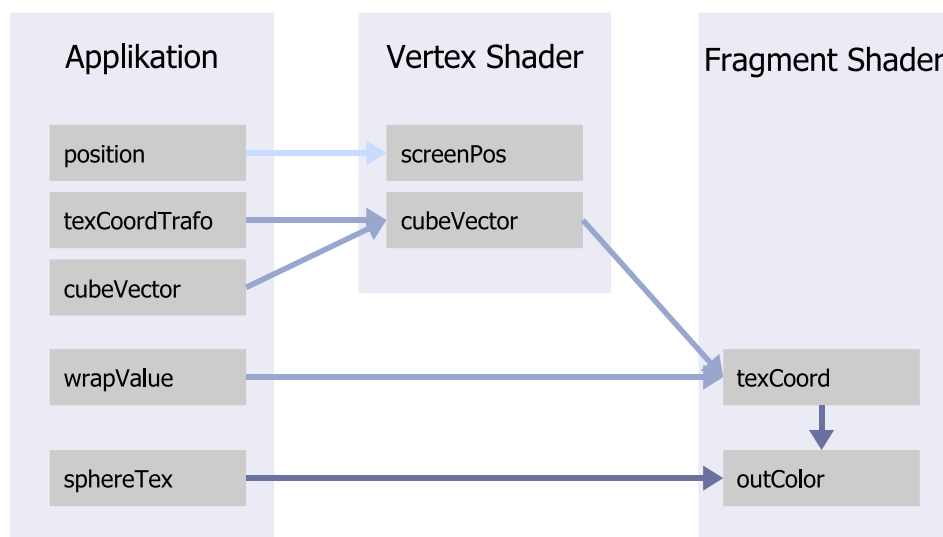 Applikation
position
texCoordTrafo
cubeVector
wrapValue
sphereTex
Vertex Shader
screenPos
cubeVector
Fragment Shader
texCoord
outColor